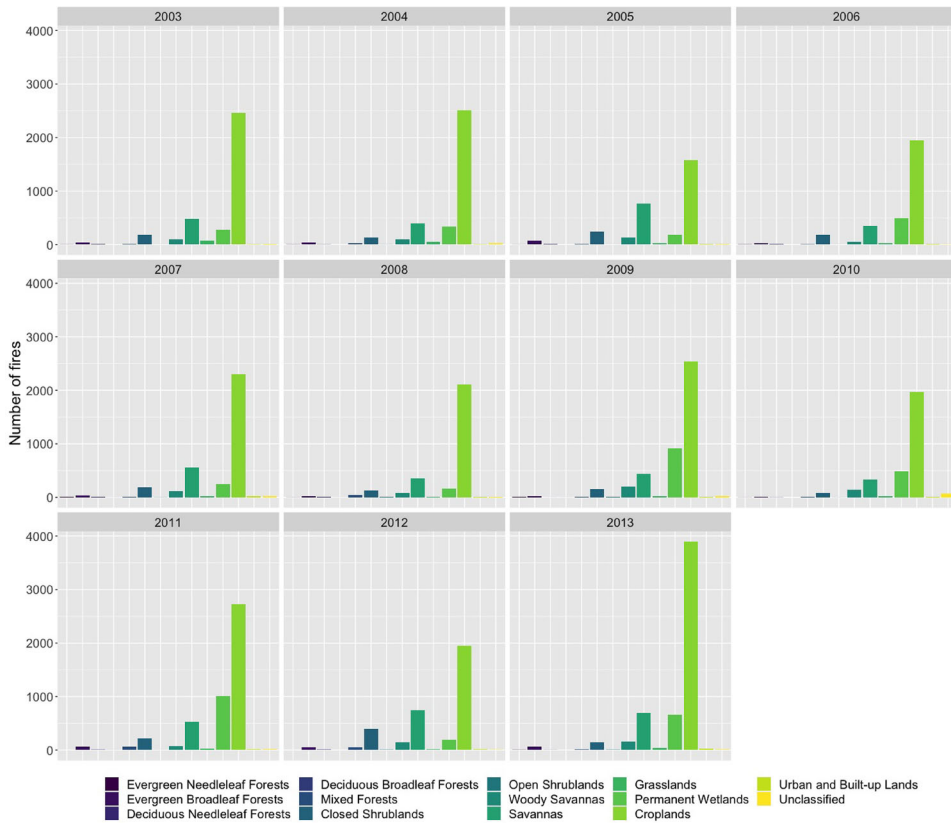 2003 2004 2005 2006
4000
3000
2000
1000
0
2007 2008 2009 2010
4000
3000
2000
1000
0
Number of fires
2011 2012 2013
4000
3000
2000
1000
0
Evergreen Needleleaf Forests Deciduous Broadleaf Forests Open Shrublands Grasslands Urban and Built-up Lands
Evergreen Broadleaf Forests Mixed Forests Woody Savannas Permanent Wetlands Unclassified
Deciduous Needleleaf Forests Closed Shrublands Savannas Croplands